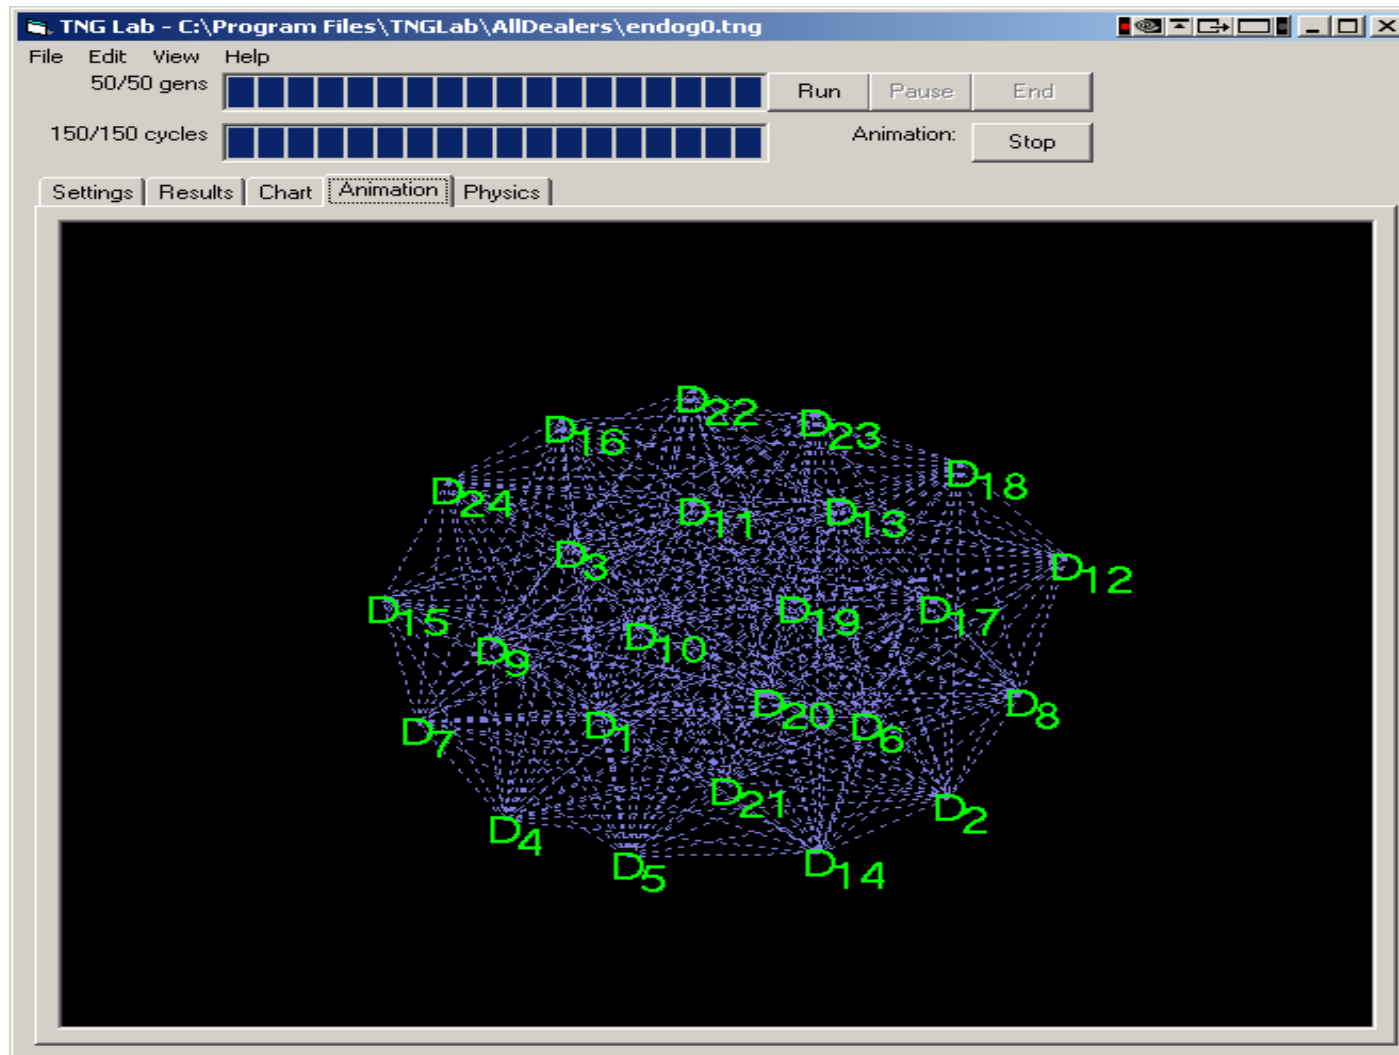 TNG Lab - C:\Program Files\TNGLab\AllDealers\endog0.tng
File Edit View Help
50/50 gens Run Pause End
150/150 cycles Animation: Stop
Settings Results Chart Animation Physics
D22
D16 D23
D18
D24
D11 D13
D3
D12
D15 D19 D17
D10
D9
D20 D8
D7 D1 D6
D21
D2
D4
D5 D14